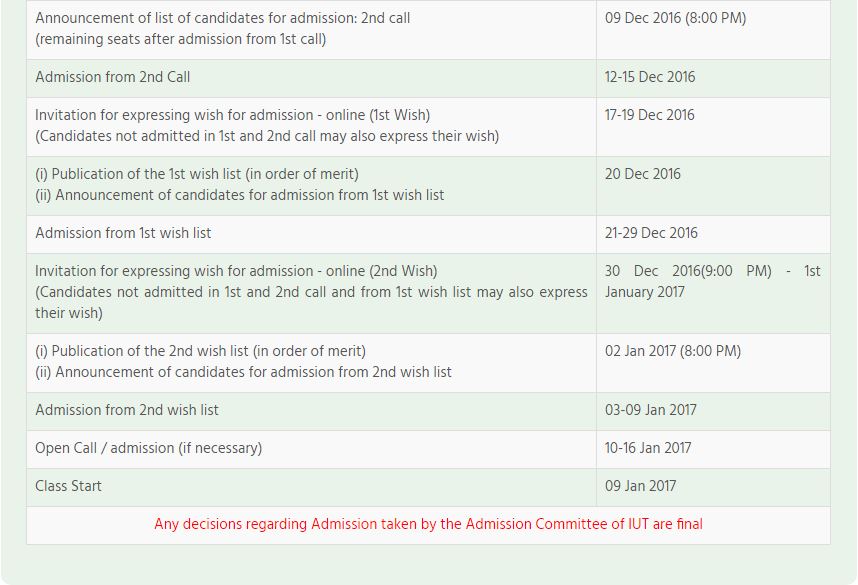 Announcement of list of candidates for admission: 2nd call
09 Dec 2016 (8:00 PM)
(remaining seats after admission from 1st call)
Admission from 2nd Call
12-15 Dec 2016
Invitation for expressing wish for admission - online (1st Wish)
17-19 Dec 2016
(Candidates not admitted in 1st and 2nd call may also express their wish)
(i) Publication of the 1st wish list (in order of merit)
20 Dec 2016
(ii) Announcement of candidates for admission from 1st wish list
Admission from 1st wish list
21-29 Dec 2016
Invitation for expressing wish for admission - online (2nd Wish)
30 Dec 2016(9:00 PM) - 1st
(Candidates not admitted in 1st and 2nd call and from 1st wish list may also express
January 2017
their wish)
(i) Publication of the 2nd wish list (in order of merit)
02 Jan 2017 (8:00 PM)
(ii) Announcement of candidates for admission from 2nd wish list
Admission from 2nd wish list
03-09 Jan 2017
Open Call / admission (if necessary)
10-16 Jan 2017
Class Start
09 Jan 2017
Any decisions regarding Admission taken by the Admission Committee of IUT are final